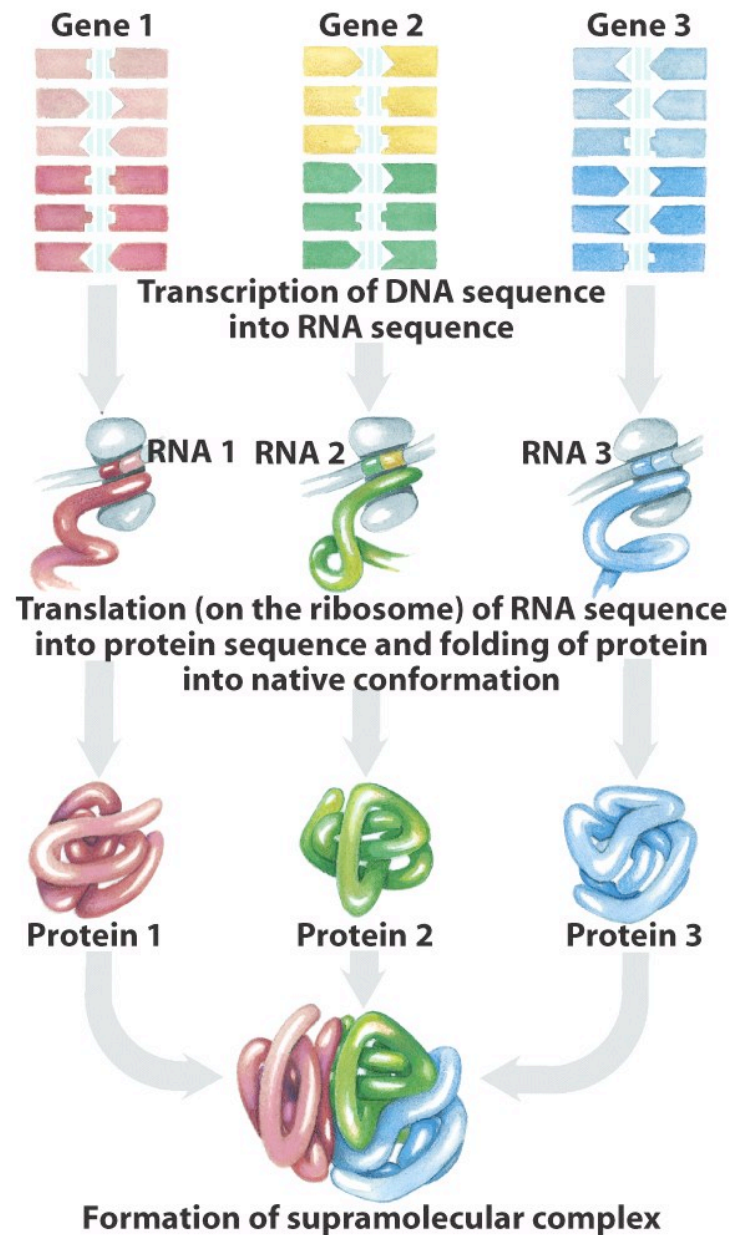 Gene 1
Gene 2
Gene 3
Transcription of DNA sequence
into RNA sequence
RNA 1
RNA 2
RNA 3
Translation (on the ribosome) of RNA sequence
into protein sequence and folding of protein
into native conformation
Protein 1
Protein 2
Protein 3
Formation of supramolecular complex